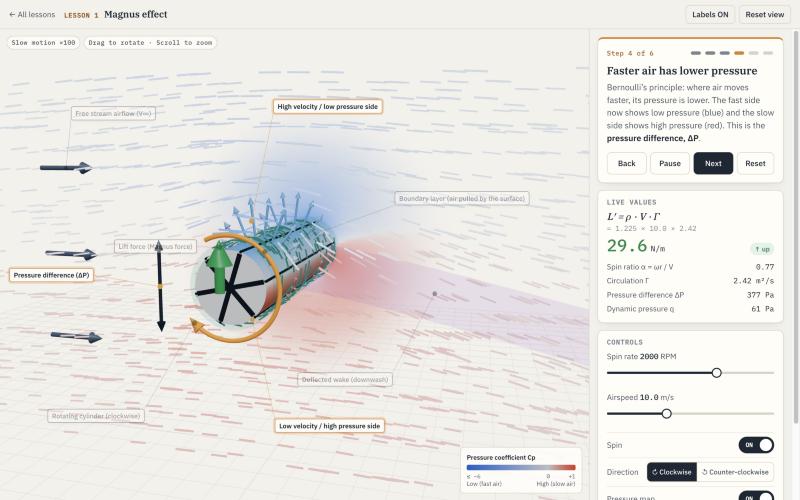 ← All lessons LESSON 1 Magnus effect Labels ON Reset view
Slow motion ×100 Drag to rotate · Scroll to zoom
Free stream airflow (V∞)
High velocity / low pressure side
Boundary layer (air pulled by the surface)
Lift force (Magnus force)
Pressure difference (ΔP)
Deflected wake (downwash)
Rotating cylinder (clockwise)
Low velocity / high pressure side
Pressure coefficient Cp
≤ −6 0 +1
Low (fast air) High (slow air)
Step 4 of 6
Faster air has lower pressure
Bernoulli's principle: where air moves
faster, its pressure is lower. The fast side
now shows low pressure (blue) and the slow
side shows high pressure (red). This is the
pressure difference, ΔP.
Back Pause Next Reset
LIVE VALUES
L′ = ρ · V · Γ
= 1.225 × 10.0 × 2.42
29.6 N/m ↑ up
Spin ratio α = ωr / V 0.77
Circulation Γ 2.42 m²/s
Pressure difference ΔP 377 Pa
Dynamic pressure q 61 Pa
CONTROLS
Spin rate 2000 RPM
Airspeed 10.0 m/s
Spin ON
Direction ↻ Clockwise ↺ Counter-clockwise
Pressure map ON